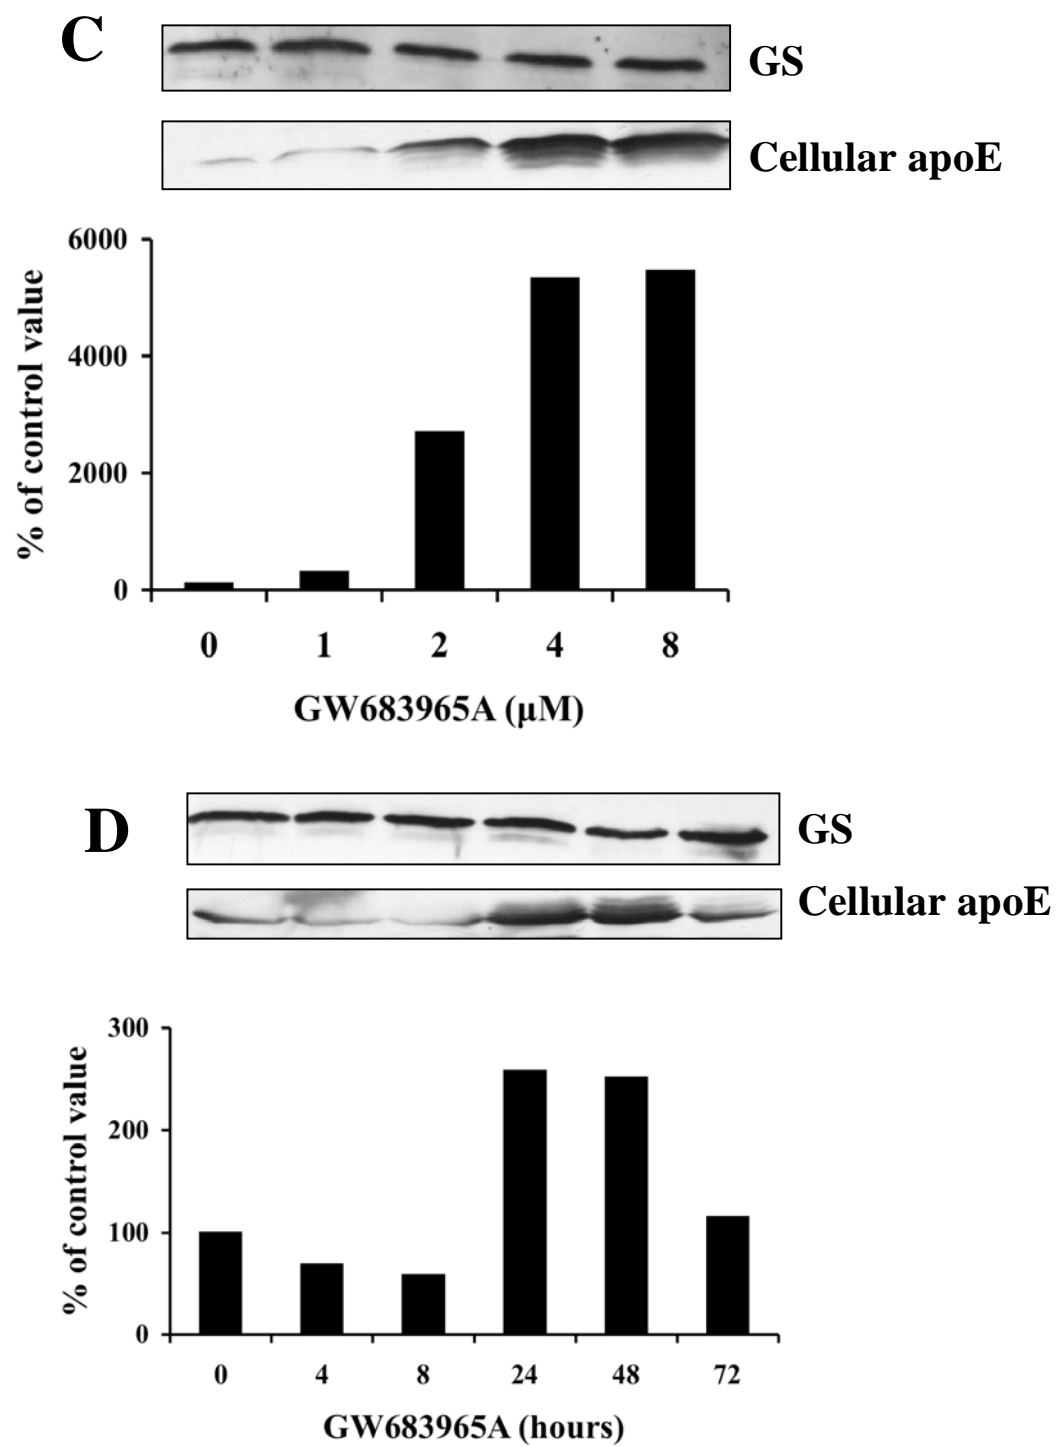 C
GS
Cellular apoE
6000
4000
2000
0
% of control value
0 1 2 4 8
GW683965A (µM)
D
GS
Cellular apoE
300
200
100
0
% of control value
0 4 8 24 48 72
GW683965A (hours)